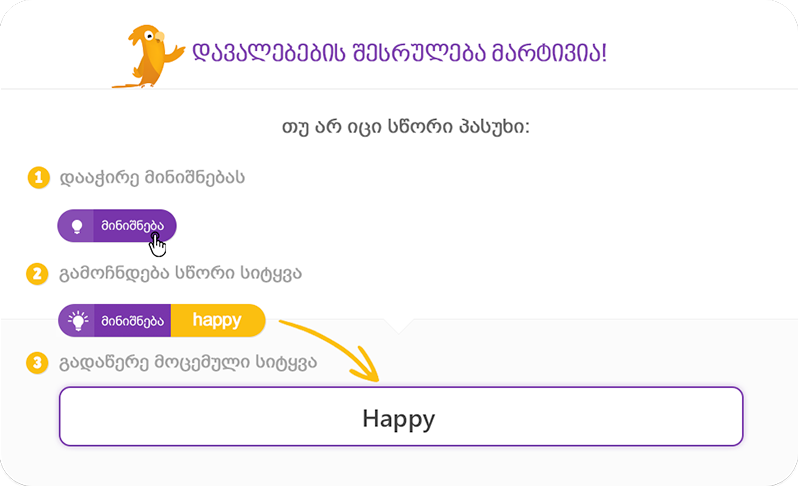 დავალებების შესრულება მარტივია!
თუ არ იცი სწორი პასუხი:
1 დააჭირე მინიშნებას
მინიშნება
2 გამოჩნდება სწორი სიტყვა
მინიშნება happy
3 გადაწერე მოცემული სიტყვა
Happy